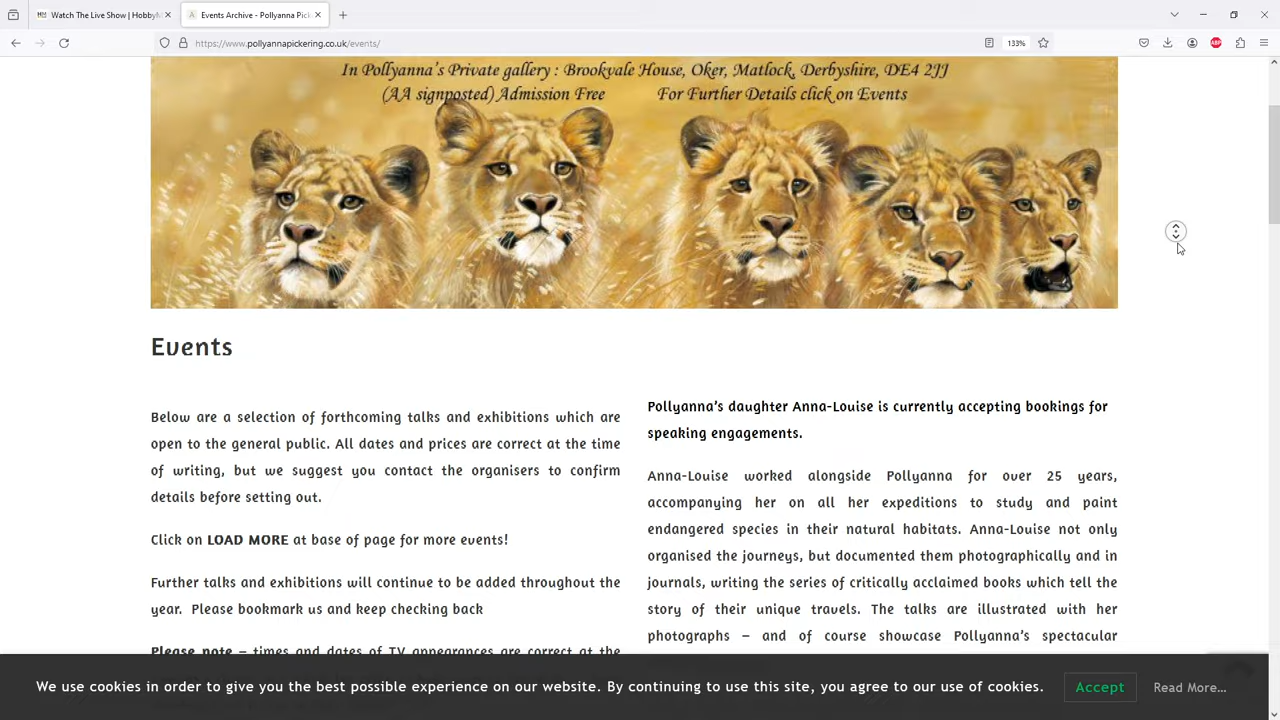 Watch The Live Show | HobbyM
Events Archive - Pollyanna Pick
https://www.pollyannapickering.co.uk/events/
133%
ABP
In Pollyanna's Private gallery : Brookvale House, Oker, Matlock, Derbyshire, DE4 2JJ
(AA signposted) Admission Free For Further Details click on Events
Events
Below are a selection of forthcoming talks and exhibitions which are
open to the general public. All dates and prices are correct at the time
of writing, but we suggest you contact the organisers to confirm
details before setting out.
Click on LOAD MORE at base of page for more events!
Further talks and exhibitions will continue to be added throughout the
year. Please bookmark us and keep checking back
Please note – times and dates of TV appearances are correct at the
Pollyanna’s daughter Anna-Louise is currently accepting bookings for
speaking engagements.
Anna-Louise worked alongside Pollyanna for over 25 years,
accompanying her on all her expeditions to study and paint
endangered species in their natural habitats. Anna-Louise not only
organised the journeys, but documented them photographically and in
journals, writing the series of critically acclaimed books which tell the
story of their unique travels. The talks are illustrated with her
photographs – and of course showcase Pollyanna’s spectacular
We use cookies in order to give you the best possible experience on our website. By continuing to use this site, you agree to our use of cookies.
Accept
Read More...